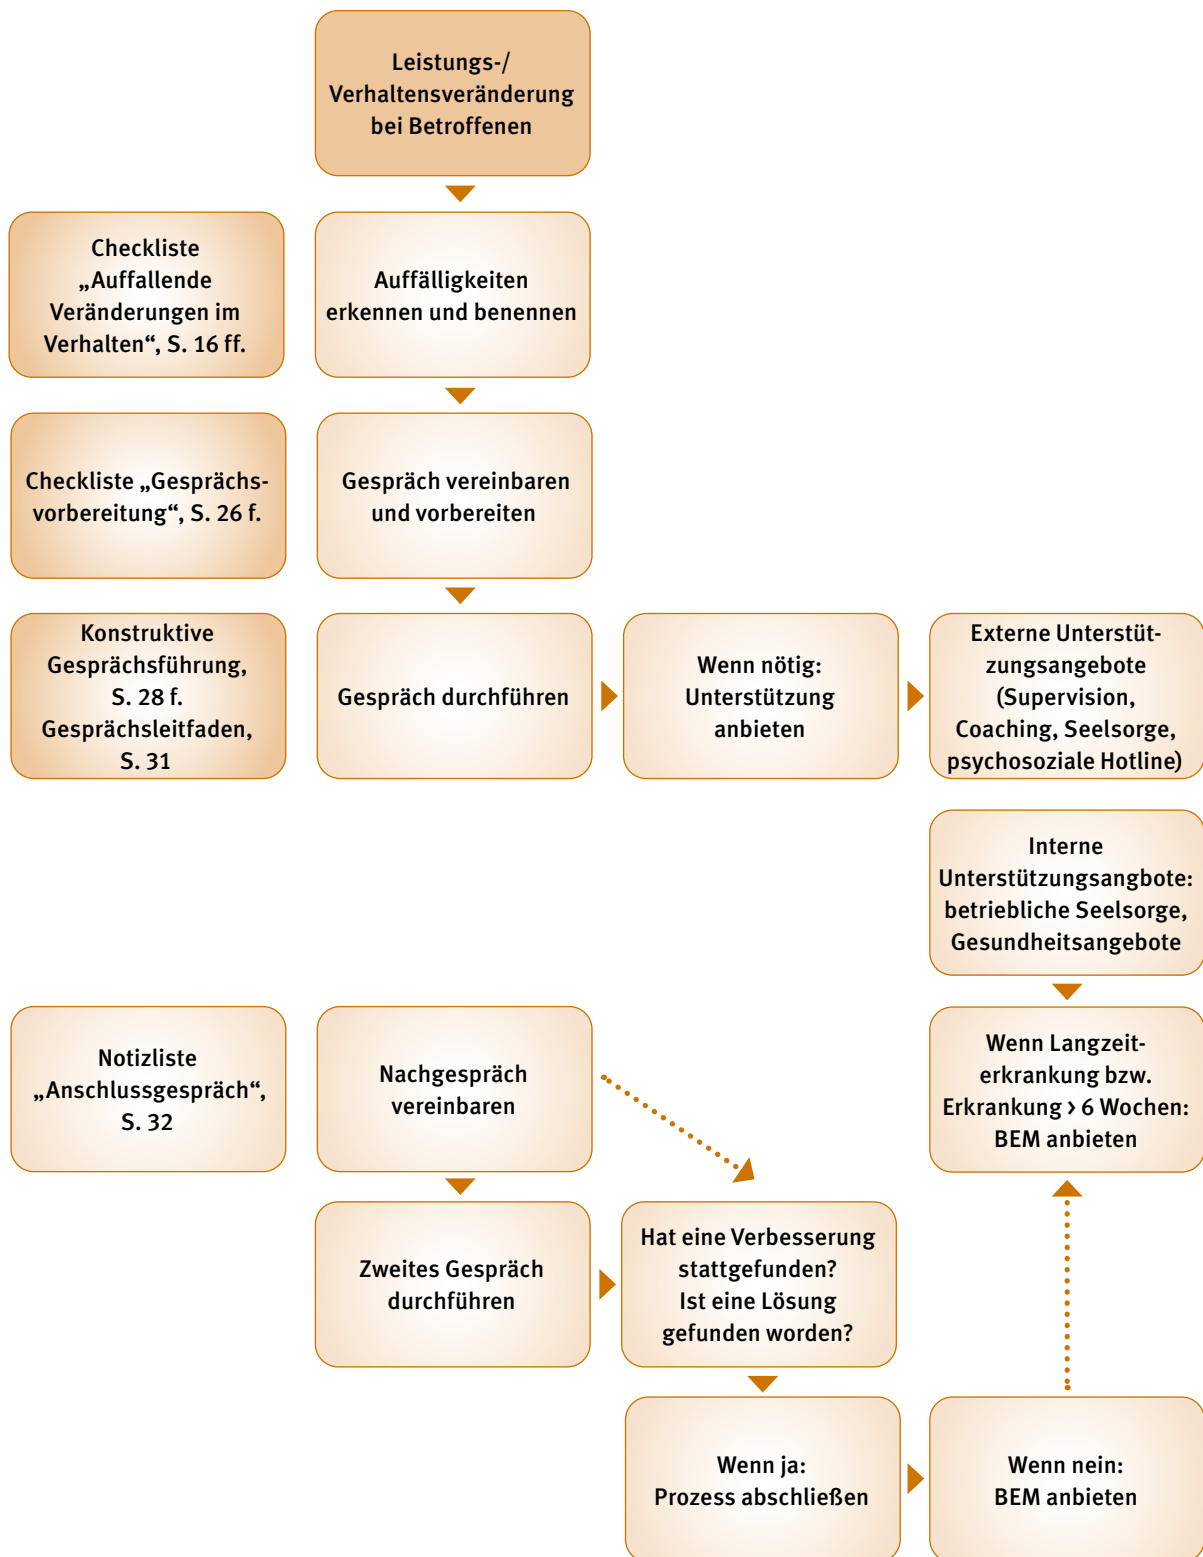 Leistungs-/
Verhaltensveränderung
bei Betroffenen
Checkliste
„Auffallende
Veränderungen im
Verhalten“, S. 16 ff.
Auffälligkeiten
erkennen und benennen
Checkliste „Gesprächs-
vorbereitung“, S. 26 f.
Gespräch vereinbaren
und vorbereiten
Konstruktive
Gesprächsführung,
S. 28 f.
Gesprächsleitfaden,
S. 31
Gespräch durchführen
Wenn nötig:
Unterstützung
anbieten
Externe Unterstüt-
zungsangebote
(Supervision,
Coaching, Seelsorge,
psychosoziale Hotline)
Interne
Unterstützungsangbote:
betriebliche Seelsorge,
Gesundheitsangebote
Notizliste
„Anschlussgespräch“,
S. 32
Nachgespräch
vereinbaren
Wenn Langzeit-
erkrankung bzw.
Erkrankung > 6 Wochen:
BEM anbieten
Zweites Gespräch
durchführen
Hat eine Verbesserung
stattgefunden?
Ist eine Lösung
gefunden worden?
Wenn ja:
Prozess abschließen
Wenn nein:
BEM anbieten